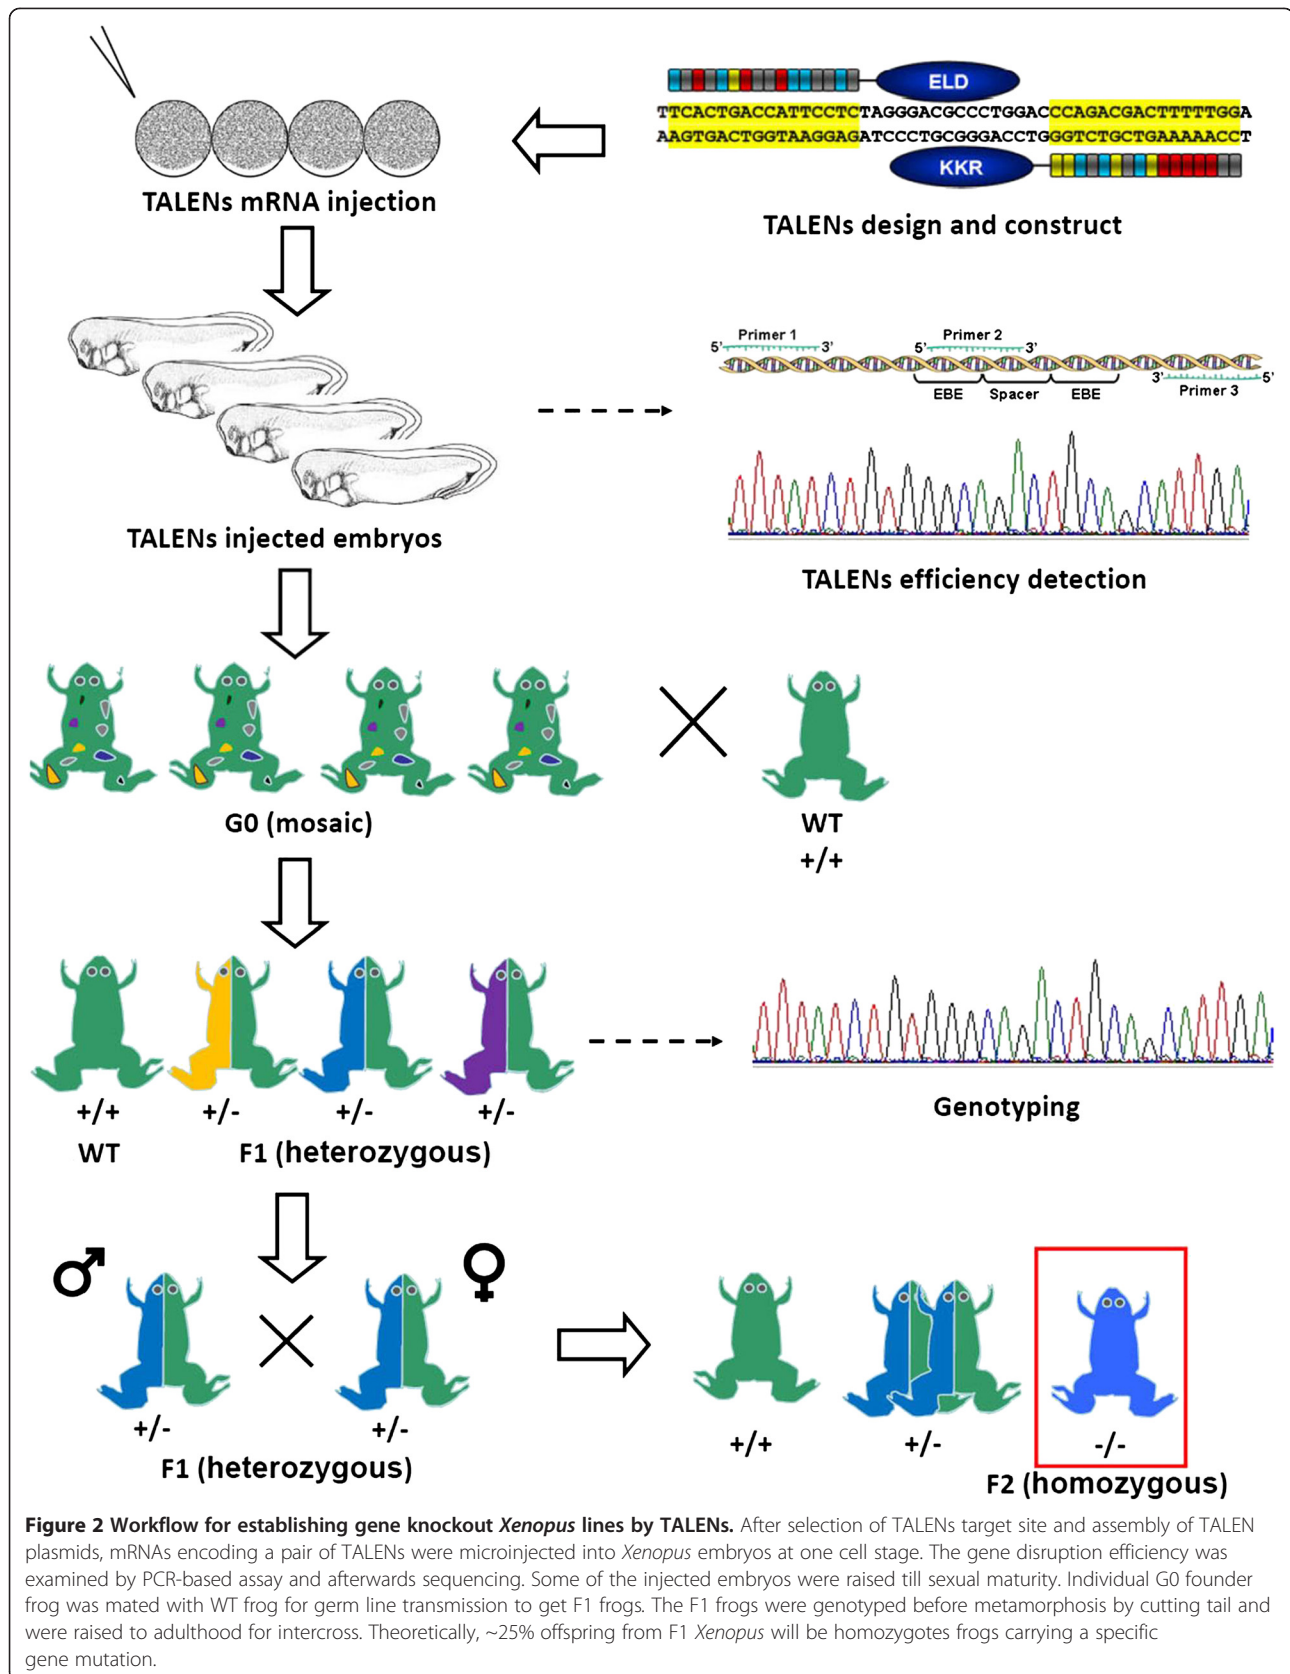 ELD
TTCACTGACCATTCCTCTAGGGACGCCCTGGACCCAGACGACTTTTTGGA
AAGTGACTGGTAAGGAGATCCCTGCGGGACCTGGGTCTGCTGAAAAACCT
KKR
TALENs mRNA injection
TALENs design and construct
Primer 1
Primer 2
5’ 3’ 5’ 3’
EBE Spacer EBE
3’ 5’
Primer 3
TALENs injected embryos
TALENs efficiency detection
G0 (mosaic)
WT
+/+
+/+ +/- +/- +/-
WT F1 (heterozygous)
Genotyping
♂ ♀
+/- +/-
F1 (heterozygous)
+/+ +/- -/-
F2 (homozygous)
Figure 2 Workflow for establishing gene knockout Xenopus lines by TALENs. After selection of TALENs target site and assembly of TALEN
plasmids, mRNAs encoding a pair of TALENs were microinjected into Xenopus embryos at one cell stage. The gene disruption efficiency was
examined by PCR-based assay and afterwards sequencing. Some of the injected embryos were raised till sexual maturity. Individual G0 founder
frog was mated with WT frog for germ line transmission to get F1 frogs. The F1 frogs were genotyped before metamorphosis by cutting tail and
were raised to adulthood for intercross. Theoretically, ~25% offspring from F1 Xenopus will be homozygotes frogs carrying a specific
gene mutation.